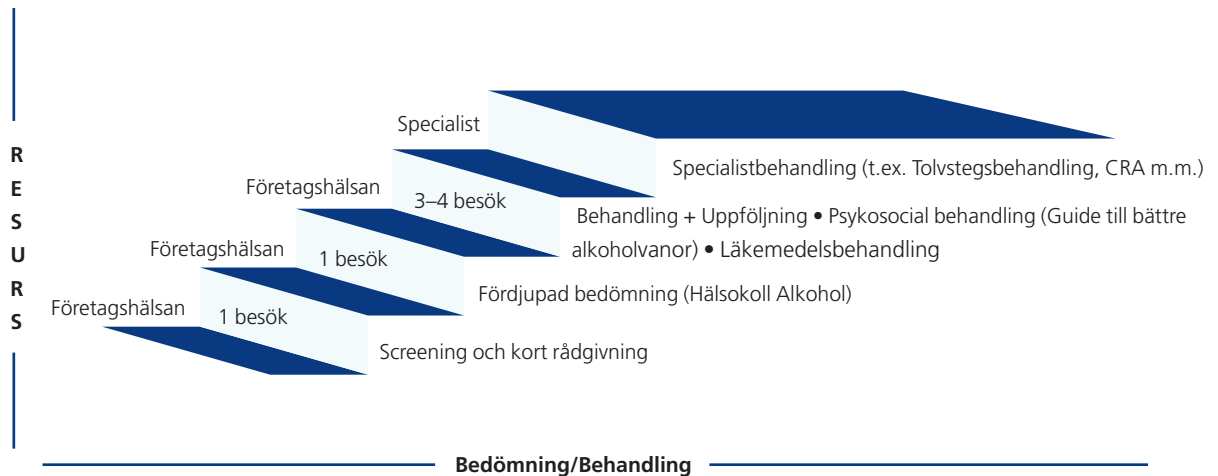 RESURS
Specialist
Specialistbehandling (t.ex. Tolvstegsbehandling, CRA m.m.)
Företagshälsan
3–4 besök
Behandling + Uppföljning • Psykosocial behandling (Guide till bättre
alkoholvanor) • Läkemedelsbehandling
Företagshälsan
1 besök
Fördjupad bedömning (Hälsokoll Alkohol)
Företagshälsan
1 besök
Screening och kort rådgivning
Bedömning/Behandling